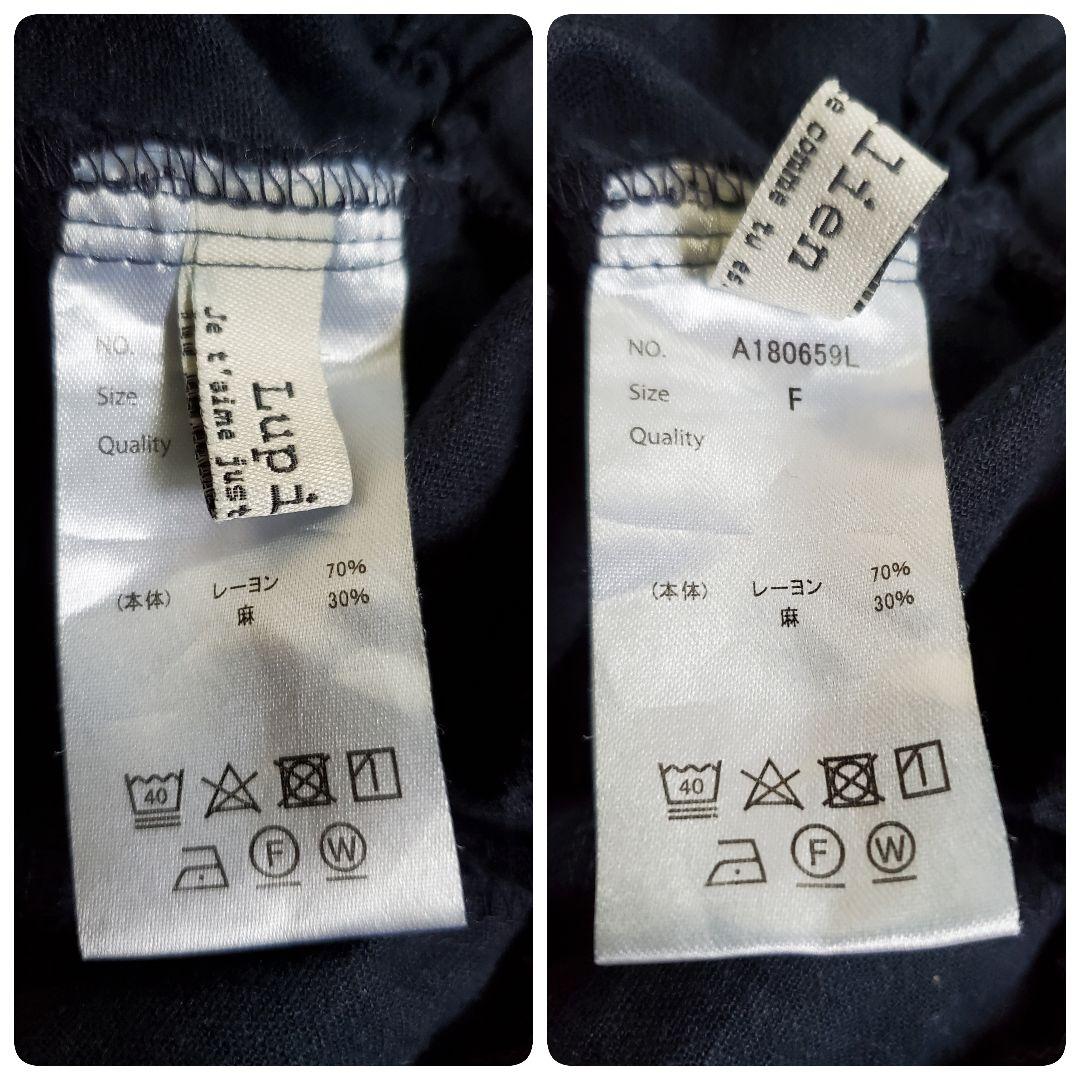 NO.
Size
Quality
Je t'aime just
Lupi
(本体) レーヨン 70%
麻 30%
40
F W
llien
e comme tu es.
NO. A180659L
Size F
Quality
(本体) レーヨン 70%
麻 30%
40
F W